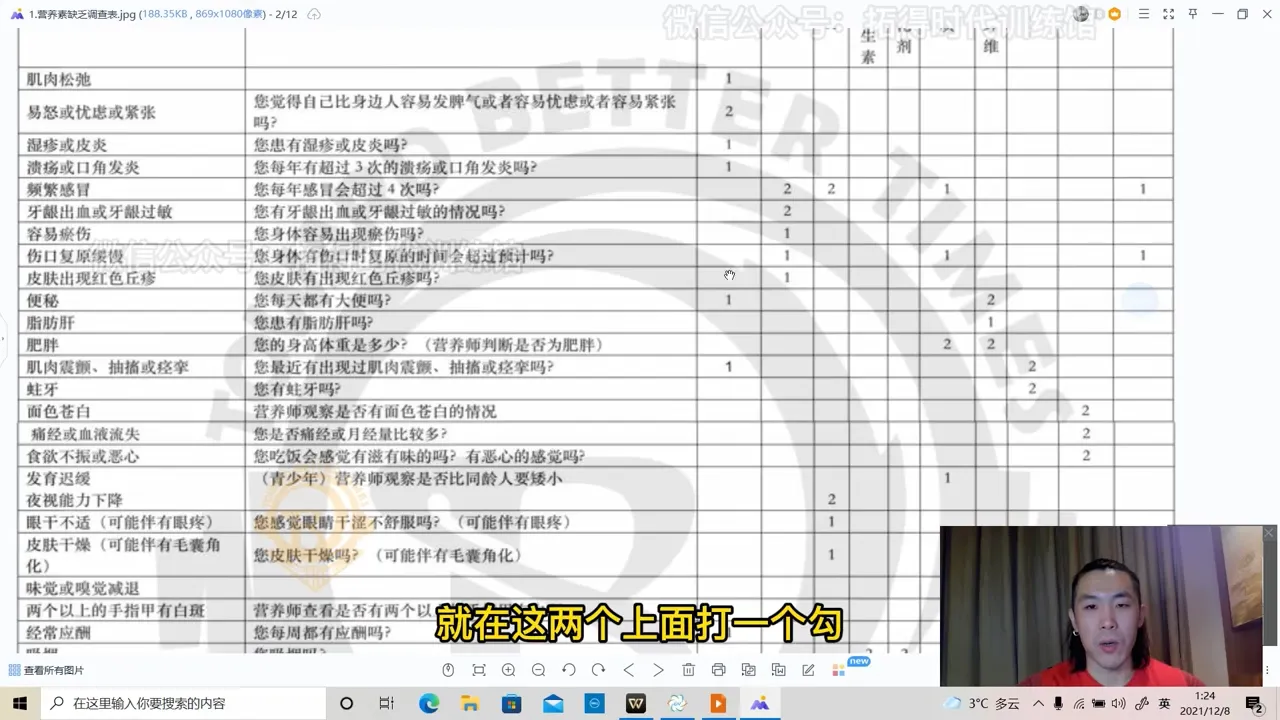 1.营养素缺乏调查表.jpg (188.35KB , 869x1080像素) - 2/12
微信公众号：拓得时代训练馆
生
素
剂
维
肌肉松弛 1
易怒或忧虑或紧张 您觉得自己比身边人容易发脾气或者容易忧虑或者容易紧张吗? 2
湿疹或皮炎 您患有湿疹或皮炎吗? 1
溃疡或口角发炎 您每年有超过 3 次的溃疡或口角发炎吗? 1
频繁感冒 您每年感冒会超过 4 次吗? 2 2 1 1
牙龈出血或牙龈过敏 您有牙龈出血或牙龈过敏的情况吗? 2
容易瘀伤 您身体容易出现瘀伤吗? 1
伤口复原缓慢 您身体有伤口时复原的时间会超过预计吗? 1 1 1
皮肤出现红色丘疹 您皮肤有出现红色丘疹吗? 1
便秘 您每天都有大便吗? 1 2
脂肪肝 您患有脂肪肝吗? 1
肥胖 您的身高体重是多少? （营养师判断是否为肥胖） 2 2
肌肉震颤、抽搐或痉挛 您最近有出现过肌肉震颤、抽搐或痉挛吗? 1 2
蛀牙 您有蛀牙吗? 2
面色苍白 营养师观察是否有面色苍白的情况 2
痛经或血液流失 您是否痛经或月经量比较多? 2
食欲不振或恶心 您吃饭会感觉有滋有味的吗? 有恶心的感觉吗? 2
发育迟缓 （青少年）营养师观察是否比同龄人要矮小 1
夜视能力下降 2
眼干不适（可能伴有眼疼） 您感觉眼睛干涩不舒服吗? （可能伴有眼疼） 1
皮肤干燥（可能伴有毛囊角化） 您皮肤干燥吗? （可能伴有毛囊角化） 1
味觉或嗅觉减退
两个以上的手指甲有白斑 营养师查看是否有两个以
经常应酬 您每周都有应酬吗?
就在这两个上面打一个勾
查看所有图片
new
在这里输入你要搜索的内容
3°C 多云
英
1:24
2021/12/8
2